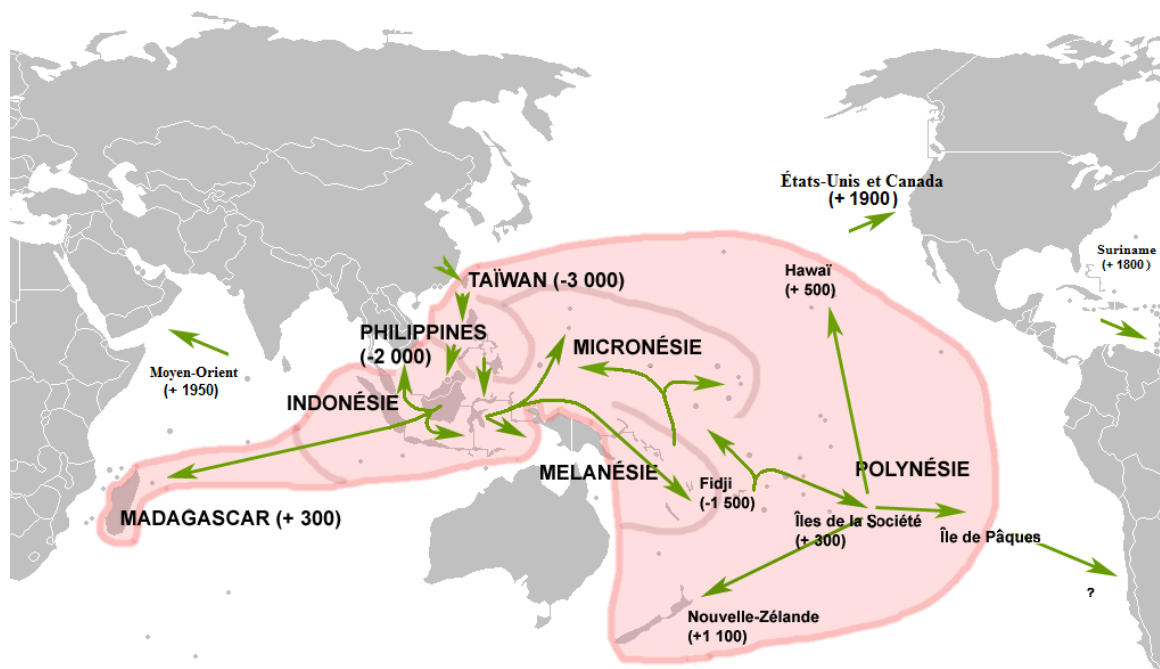 États-Unis et Canada
(+ 1900)
Suriname
(+ 1800)
Hawaï
(+ 500)
TAÏWAN (-3 000)
PHILIPPINES
(-2 000)
MICRONÉSIE
Moyen-Orient
(+ 1950)
INDONÉSIE
MELANÉSIE
POLYNÉSIE
Fidji
(-1 500)
MADAGASCAR (+ 300)
Îles de la Société
(+ 300)
Île de Pâques
?
Nouvelle-Zélande
(+1 100)